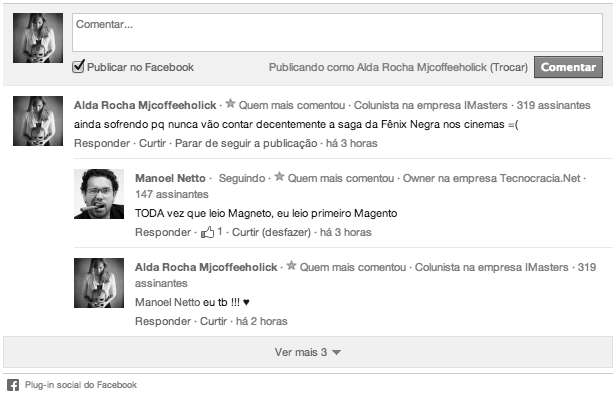 Comentar...
Publicar no Facebook
Publicando como Alda Rocha Mjcoffeeholick (Trocar)
Comentar
Alda Rocha Mjcoffeeholick · Quem mais comentou · Colunista na empresa IMasters · 319 assinantes
ainda sofrendo pq nunca vão contar decentemente a saga da Fênix Negra nos cinemas =(
Responder · Curtir · Parar de seguir a publicação · há 3 horas
Manoel Netto · Seguindo · Quem mais comentou · Owner na empresa Tecnocracia.Net ·
147 assinantes
TODA vez que leio Magneto, eu leio primeiro Magento
Responder · 1 · Curtir (desfazer) · há 3 horas
Alda Rocha Mjcoffeeholick · Quem mais comentou · Colunista na empresa IMasters · 319
assinantes
Manoel Netto eu tb !!! ♥
Responder · Curtir · há 2 horas
Ver mais 3
Plug-in social do Facebook